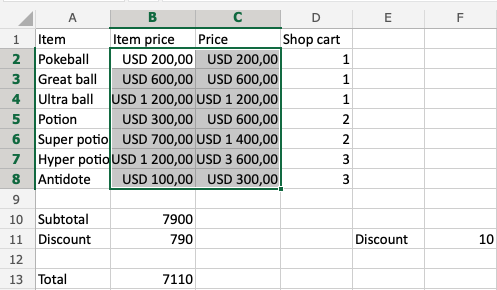 A B C D E F
1 Item Item price Price Shop cart
2 Pokeball USD 200,00 USD 200,00 1
3 Great ball USD 600,00 USD 600,00 1
4 Ultra ball USD 1 200,00 USD 1 200,00 1
5 Potion USD 300,00 USD 600,00 2
6 Super potio USD 700,00 USD 1 400,00 2
7 Hyper potio USD 1 200,00 USD 3 600,00 3
8 Antidote USD 100,00 USD 300,00 3
9
10 Subtotal 7900
11 Discount 790 Discount 10
12
13 Total 7110